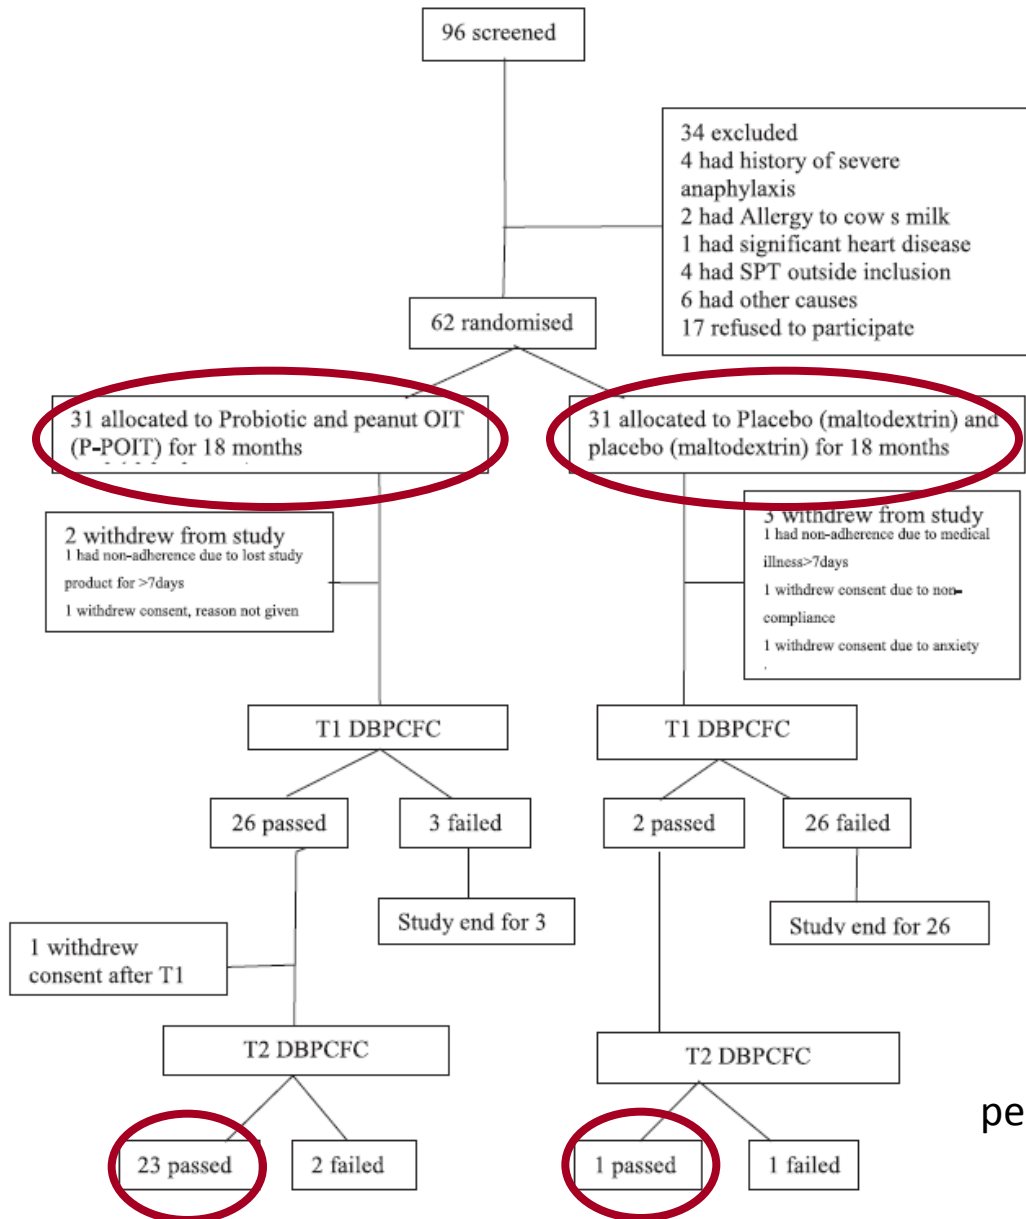 96 screened
34 excluded
4 had history of severe
anaphylaxis
2 had Allergy to cow s milk
1 had significant heart disease
4 had SPT outside inclusion
6 had other causes
17 refused to participate
62 randomised
31 allocated to Probiotic and peanut OIT
(P-POIT) for 18 months
31 allocated to Placebo (maltodextrin) and
placebo (maltodextrin) for 18 months
2 withdrew from study
1 had non-adherence due to lost study
product for >7days
1 withdrew consent, reason not given
3 withdrew from study
1 had non-adherence due to medical
illness>7days
1 withdrew consent due to non-
compliance
1 withdrew consent due to anxiety
T1 DBPCFC
T1 DBPCFC
26 passed
3 failed
2 passed
26 failed
Study end for 3
Study end for 26
1 withdrew
consent after T1
T2 DBPCFC
T2 DBPCFC
pe
23 passed
2 failed
1 passed
1 failed